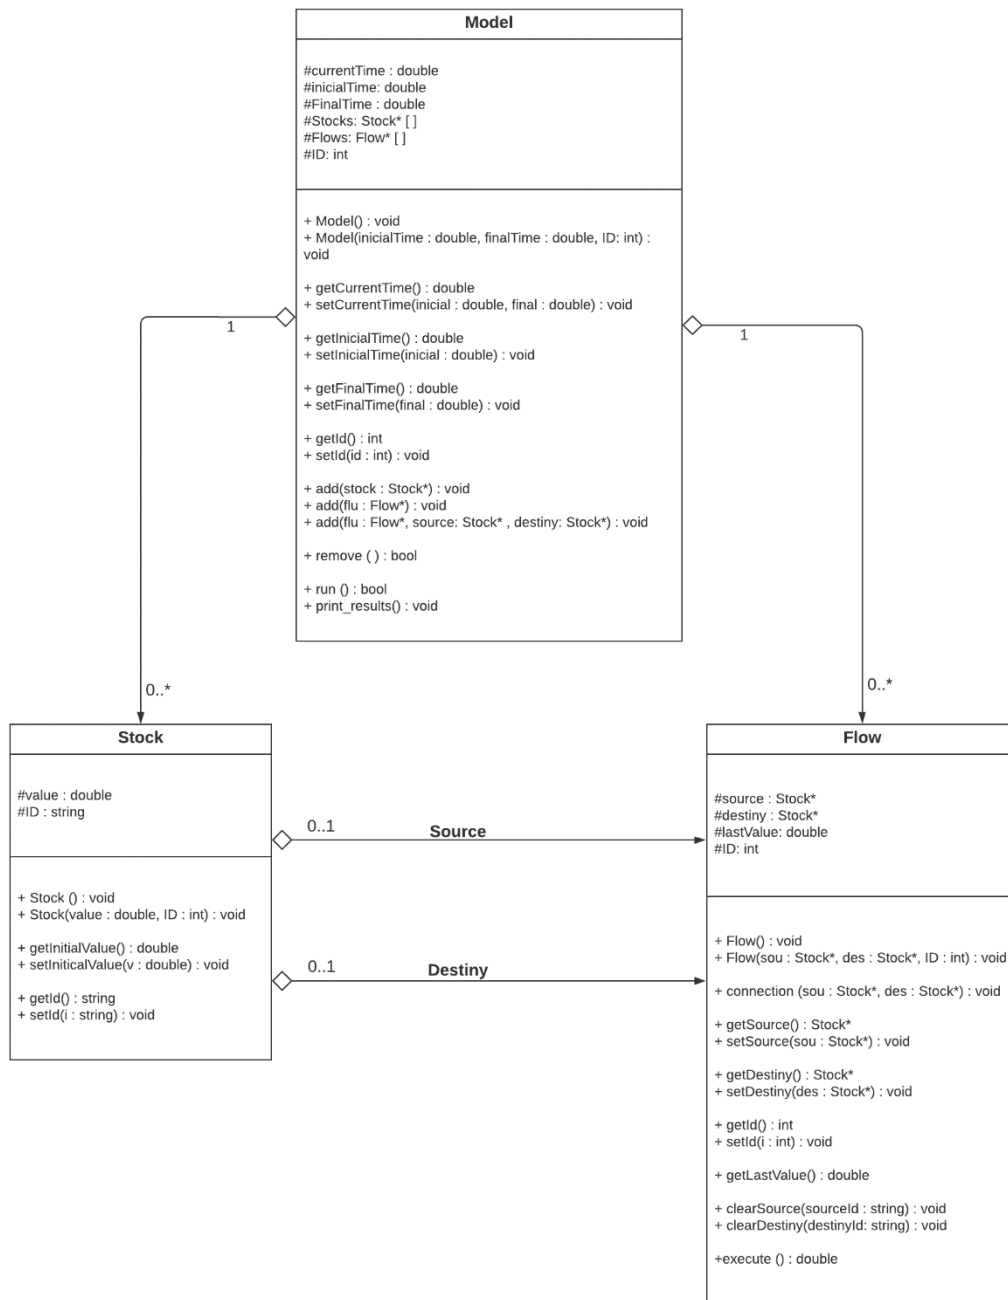 Model
#currentTime : double
#inicialTime: double
#FinalTime : double
#Stocks: Stock* [ ]
#Flows: Flow* [ ]
#ID: int
+ Model() : void
+ Model(inicialTime : double, finalTime : double, ID: int) :
void
+ getCurrentTime() : double
+ setCurrentTime(inicial : double, final : double) : void
+ getInicialTime() : double
+ setInicialTime(inicial : double) : void
+ getFinalTime() : double
+ setFinalTime(final : double) : void
+ getId() : int
+ setId(id : int) : void
+ add(stock : Stock*) : void
+ add(flu : Flow*) : void
+ add(flu : Flow*, source: Stock* , destiny: Stock*) : void
+ remove ( ) : bool
+ run () : bool
+ print_results() : void
1
1
0..*
0..*
Stock
#value : double
#ID : string
+ Stock () : void
+ Stock(value : double, ID : int) : void
+ getInitialValue() : double
+ setIniticalValue(v : double) : void
+ getId() : string
+ setId(i : string) : void
0..1
Source
0..1
Destiny
Flow
#source : Stock*
#destiny : Stock*
#lastValue: double
#ID: int
+ Flow() : void
+ Flow(sou : Stock*, des : Stock*, ID : int) : void
+ connection (sou : Stock*, des : Stock*) : void
+ getSource() : Stock*
+ setSource(sou : Stock*) : void
+ getDestiny() : Stock*
+ setDestiny(des : Stock*) : void
+ getId() : int
+ setId(i : int) : void
+ getLastValue() : double
+ clearSource(sourceId : string) : void
+ clearDestiny(destinyId: string) : void
+execute () : double